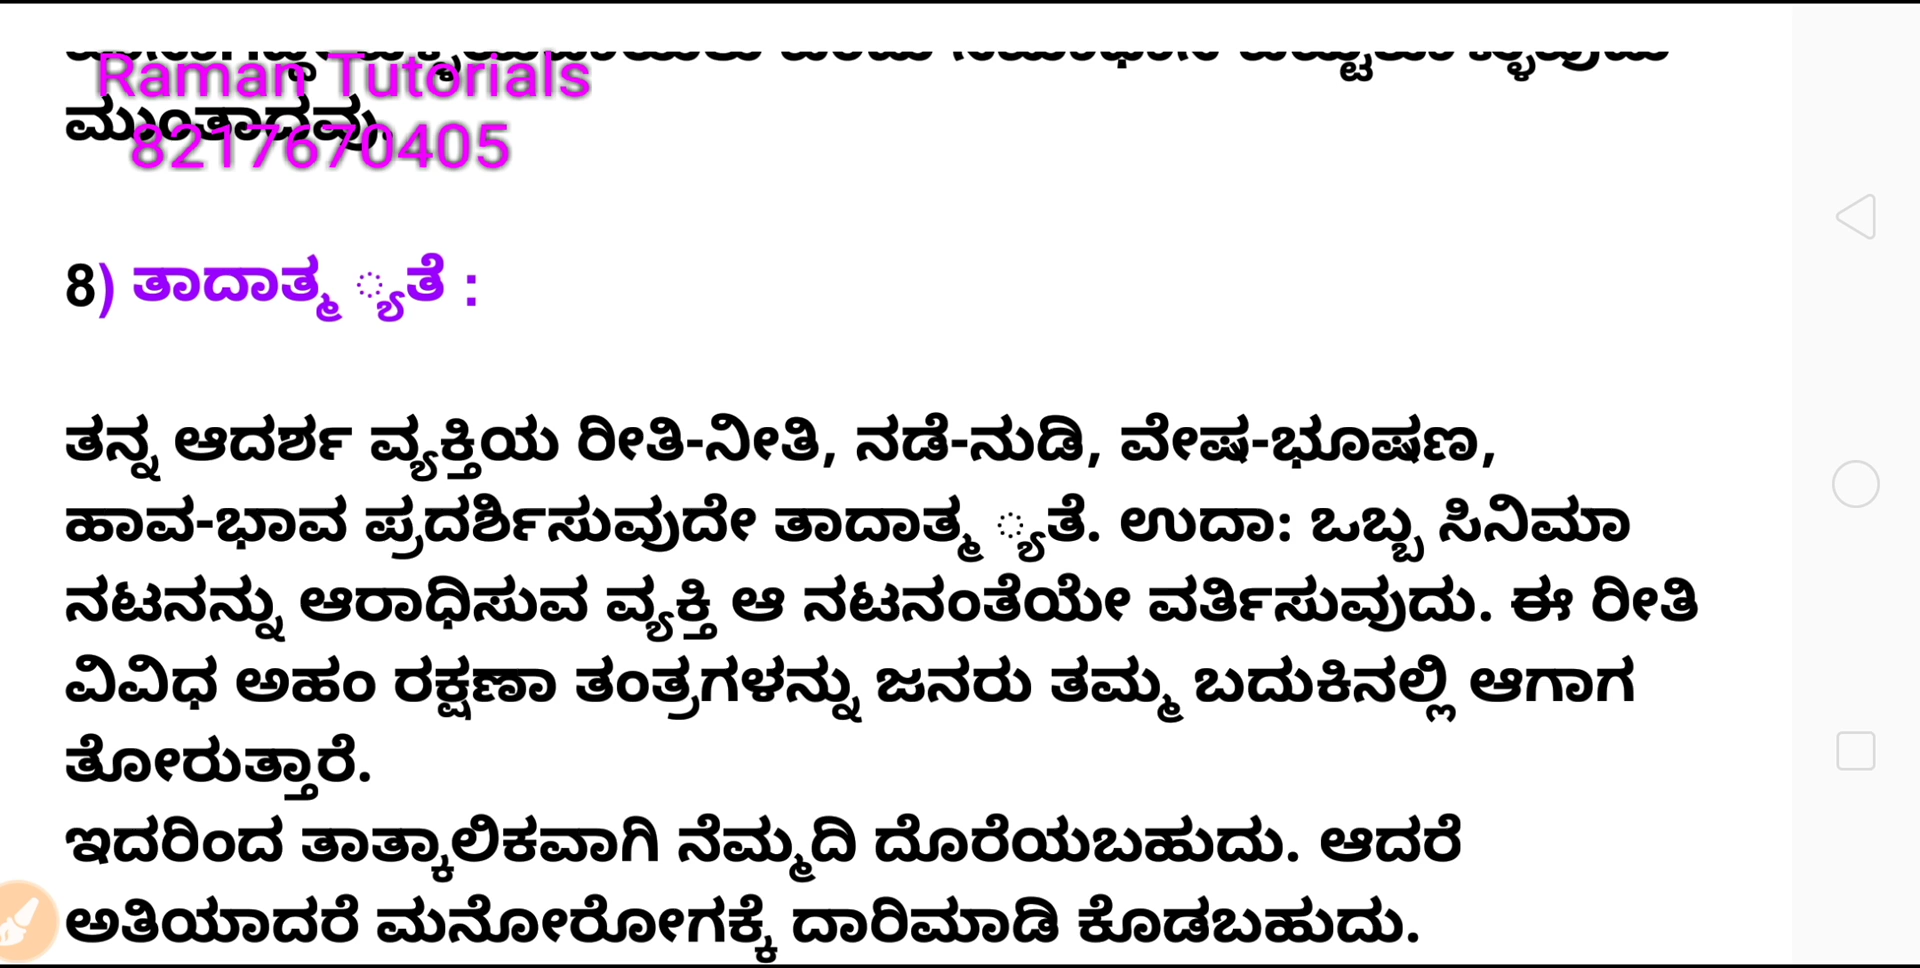 Raman Tutorials
ಮುಂತಾದವು.
8217670405
8) ತಾದಾತ್ಮ ್ಯತೆ :
ತನ್ನ ಆದರ್ಶ ವ್ಯಕ್ತಿಯ ರೀತಿ-ನೀತಿ, ನಡೆ-ನುಡಿ, ವೇಷ-ಭೂಷಣ,
ಹಾವ-ಭಾವ ಪ್ರದರ್ಶಿಸುವುದೇ ತಾದಾತ್ಮ ್ಯತೆ. ಉದಾ: ಒಬ್ಬ ಸಿನಿಮಾ
ನಟನನ್ನು ಆರಾಧಿಸುವ ವ್ಯಕ್ತಿ ಆ ನಟನಂತೆಯೇ ವರ್ತಿಸುವುದು. ಈ ರೀತಿ
ವಿವಿಧ ಅಹಂ ರಕ್ಷಣಾ ತಂತ್ರಗಳನ್ನು ಜನರು ತಮ್ಮ ಬದುಕಿನಲ್ಲಿ ಆಗಾಗ
ತೋರುತ್ತಾರೆ.
ಇದರಿಂದ ತಾತ್ಕಾಲಿಕವಾಗಿ ನೆಮ್ಮದಿ ದೊರೆಯಬಹುದು. ಆದರೆ
ಅತಿಯಾದರೆ ಮನೋರೋಗಕ್ಕೆ ದಾರಿಮಾಡಿ ಕೊಡಬಹುದು.